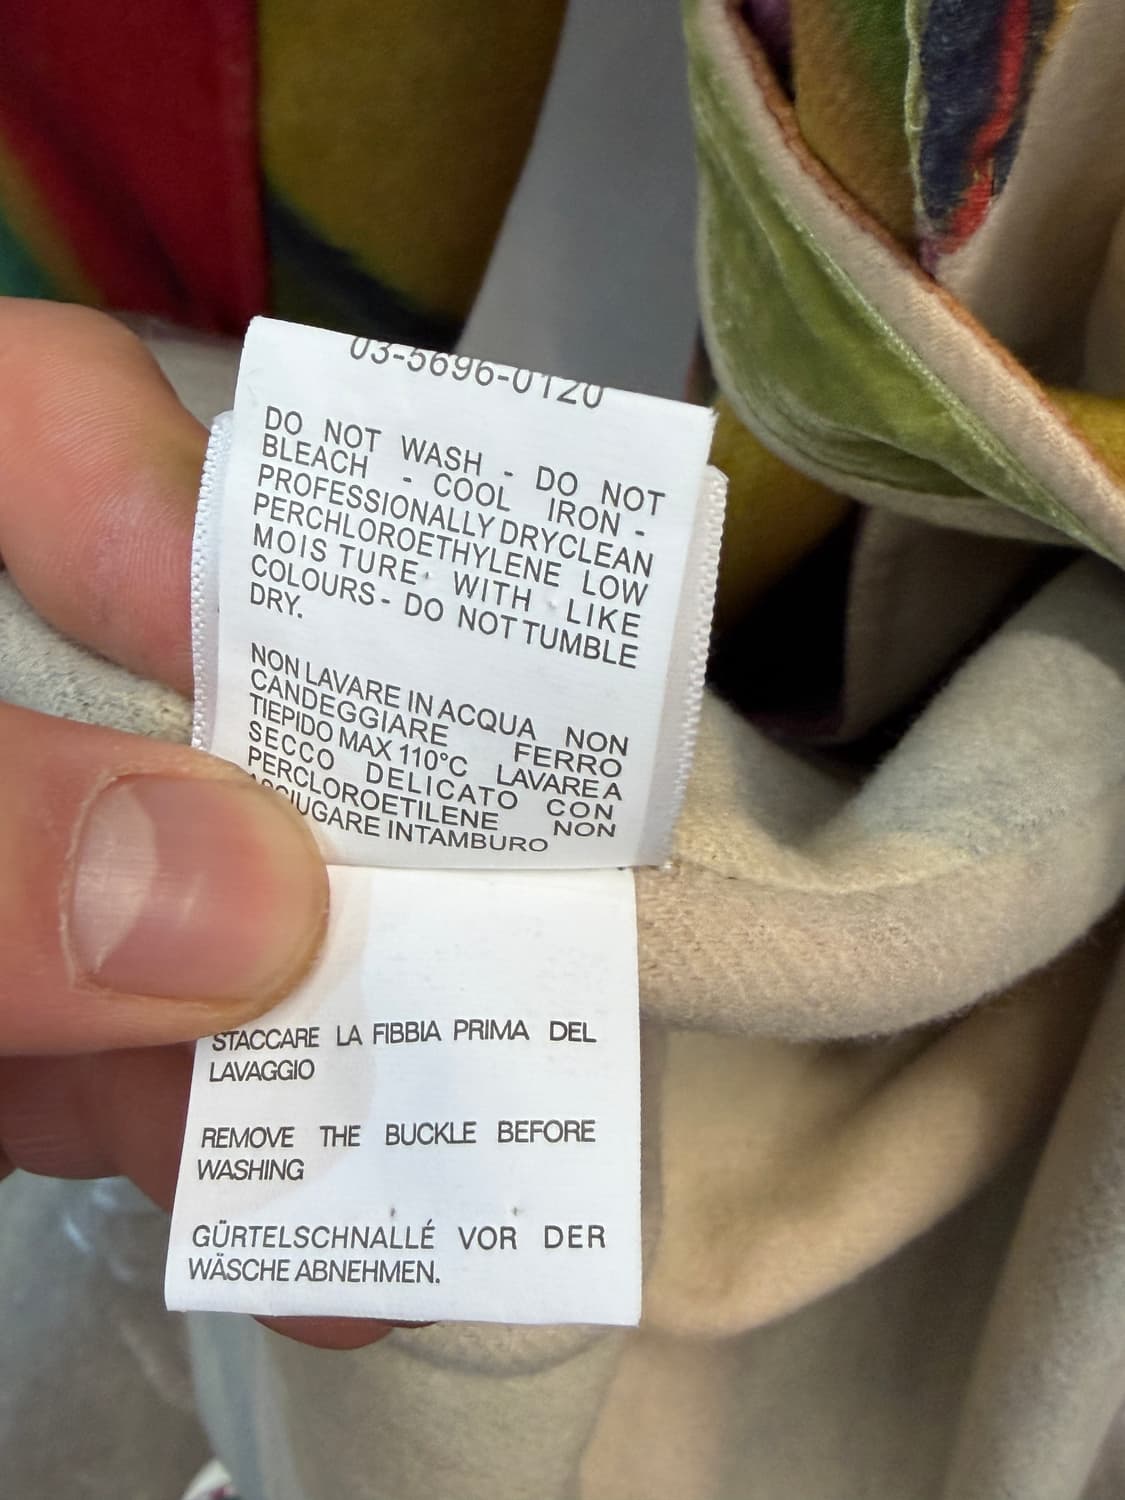 03-5696-0120
DO NOT WASH - DO NOT
BLEACH - COOL IRON -
PROFESSIONALLY DRYCLEAN
PERCHLOROETHYLENE LOW
MOIS TURE. WITH LIKE
COLOURS - DO NOT TUMBLE
DRY.
NON LAVARE IN ACQUA NON
CANDEGGIARE FERRO
TIEPIDO MAX 110°C LAVARE A
SECCO DELICATO CON
PERCLOROETILENE NON
ASCIUGARE IN TAMBURO
STACCARE LA FIBBIA PRIMA DEL
LAVAGGIO
REMOVE THE BUCKLE BEFORE
WASHING
GÜRTELSCHNALLÉ VOR DER
WÄSCHE ABNEHMEN.